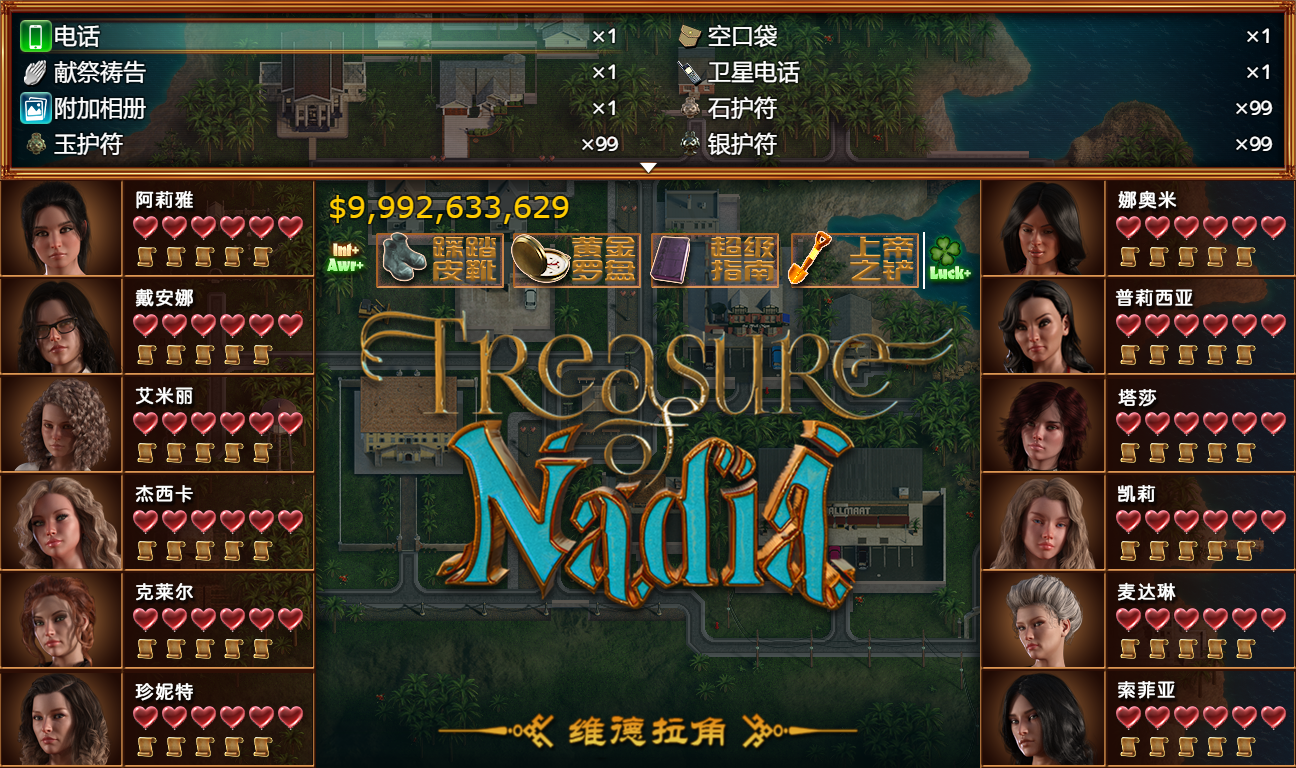 电话 ×1 空口袋 ×1
献祭祷告 ×1 卫星电话 ×1
附加相册 ×1 石护符 ×99
玉护符 ×99 银护符 ×99
$9,992,633,629
Int+
Awr+
踩踏
皮靴
黄金
罗盘
超级
指南
上帝
之铲
Luck+
阿莉雅
戴安娜
艾米丽
杰西卡
克莱尔
珍妮特
Treasure
of
Nadia
ALLMART
维德拉角
娜奥米
普莉西亚
塔莎
凯莉
麦达琳
索菲亚